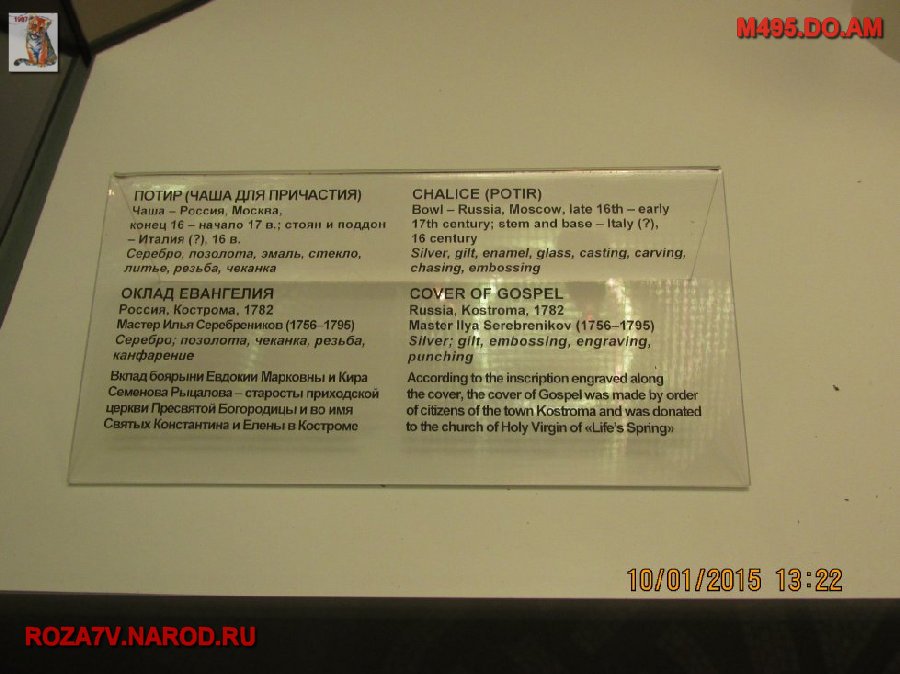 1997
M495.DO.AM
ПОТИР (ЧАША ДЛЯ ПРИЧАСТИЯ)
Чаша – Россия, Москва,
конец 16 – начало 17 в.; стоян и поддон
– Италия (?), 16 в.
Серебро, позолота, эмаль, стекло,
литье, резьба, чеканка
ОКЛАД ЕВАНГЕЛИЯ
Россия, Кострома, 1782
Мастер Илья Серебреников (1756–1795)
Серебро; позолота, чеканка, резьба,
канфарение
Вклад боярыни Евдокии Марковны и Кира
Семенова Рыцалова – старосты приходской
церкви Пресвятой Богородицы и во имя
Святых Константина и Елены в Костроме
CHALICE (POTIR)
Bowl – Russia, Moscow, late 16th – early
17th century; stem and base – Italy (?),
16 century
Silver, gilt, enamel, glass, casting, carving,
chasing, embossing
COVER OF GOSPEL
Russia, Kostroma, 1782
Master Ilya Serebrenikov (1756–1795)
Silver; gilt, embossing, engraving,
punching
According to the inscription engraved along
the cover, the cover of Gospel was made by order
of citizens of the town Kostroma and was donated
to the church of Holy Virgin of «Life's Spring»
10/01/2015 13:22
ROZA7V.NAROD.RU